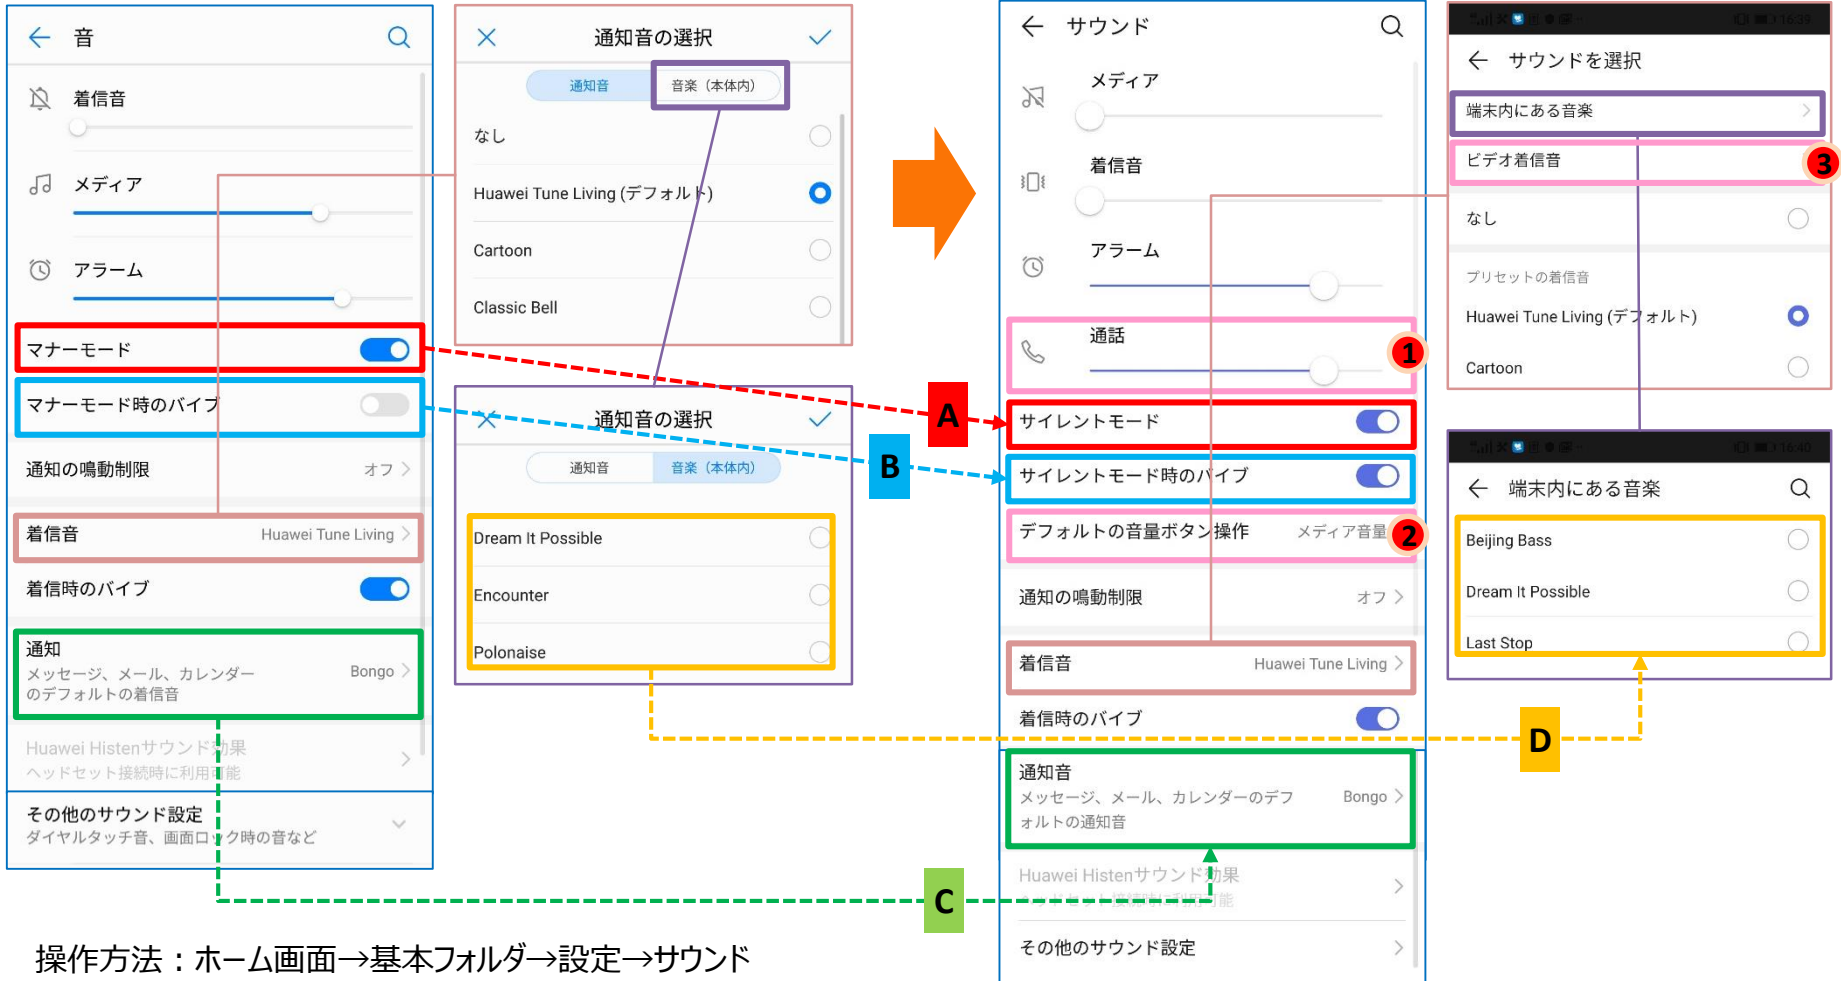 音
着信音
メディア
アラーム
マナーモード
マナーモード時のバイブ
通知の鳴動制限 オフ
着信音 Huawei Tune Living
着信時のバイブ
通知
メッセージ、メール、カレンダー
のデフォルトの着信音
Bongo
Huawei Histenサウンド効果
ヘッドセット接続時に利用可能
その他のサウンド設定
ダイヤルタッチ音、画面ロック時の音など
通知音の選択
通知音 音楽（本体内）
なし
Huawei Tune Living (デフォルト)
Cartoon
Classic Bell
通知音の選択
通知音 音楽（本体内）
Dream It Possible
Encounter
Polonaise
A
B
C
D
サウンド
メディア
着信音
アラーム
通話
1
サイレントモード
サイレントモード時のバイブ
デフォルトの音量ボタン操作 メディア音量
2
通知の鳴動制限 オフ
着信音 Huawei Tune Living
着信時のバイブ
通知音
メッセージ、メール、カレンダーのデフ
ォルトの通知音
Bongo
Huawei Histenサウンド効果
ヘッドセット接続時に利用可能
その他のサウンド設定
16:39
サウンドを選択
端末内にある音楽
ビデオ着信音
3
なし
プリセットの着信音
Huawei Tune Living (デフォルト)
Cartoon
16:40
端末内にある音楽
Beijing Bass
Dream It Possible
Last Stop
操作方法：ホーム画面→基本フォルダ→設定→サウンド